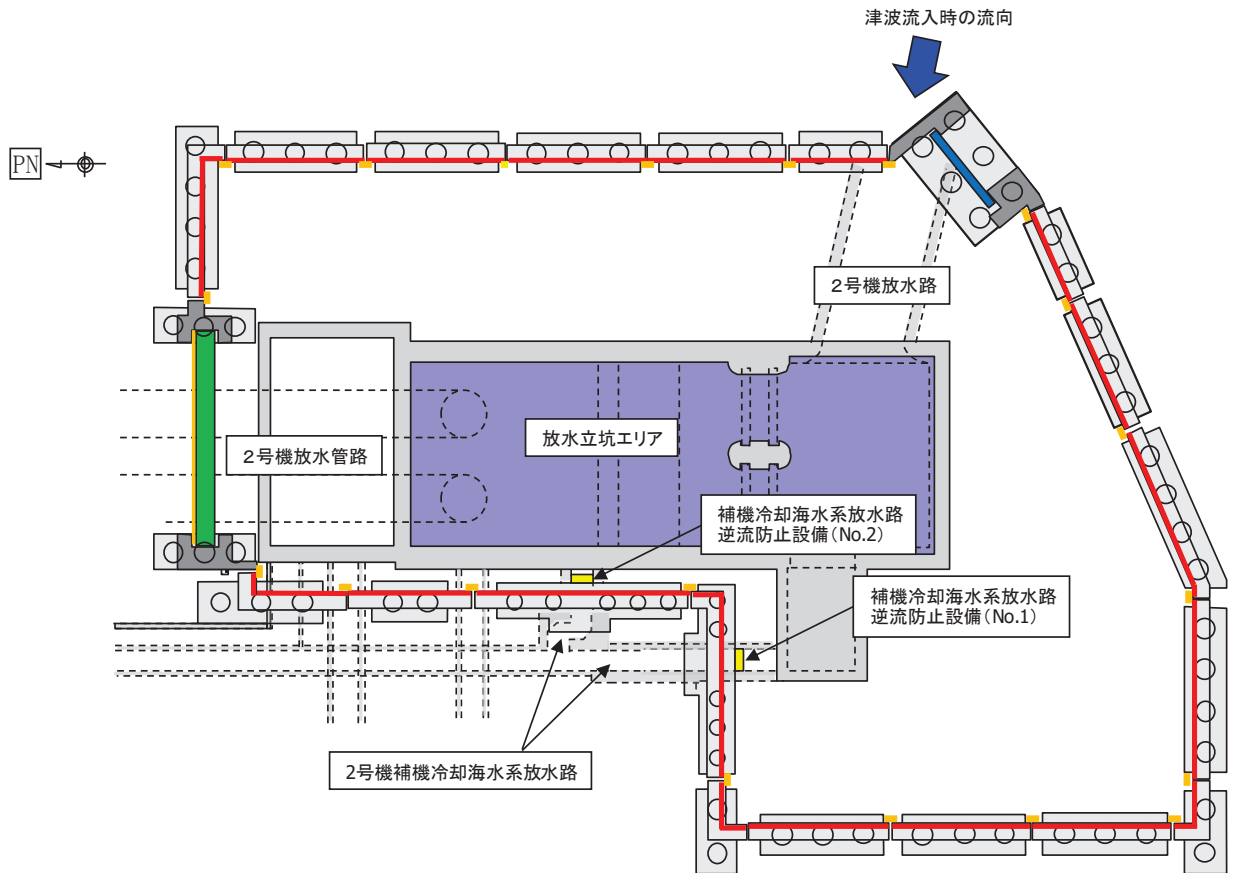 津波流入時の流向
PN
2号機放水路
2号機放水管路
放水立坑エリア
補機冷却海水系放水路
逆流防止設備(No.2)
補機冷却海水系放水路
逆流防止設備(No.1)
2号機補機冷却海水系放水路